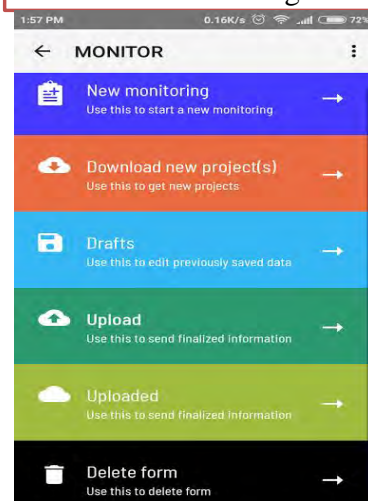 1:57 PM 0.16K/s 72%
MONITOR
New monitoring
Use this to start a new monitoring
Download new project(s)
Use this to get new projects
Drafts
Use this to edit previously saved data
Upload
Use this to send finalized information
Uploaded
Use this to send finalized information
Delete form
Use this to delete form